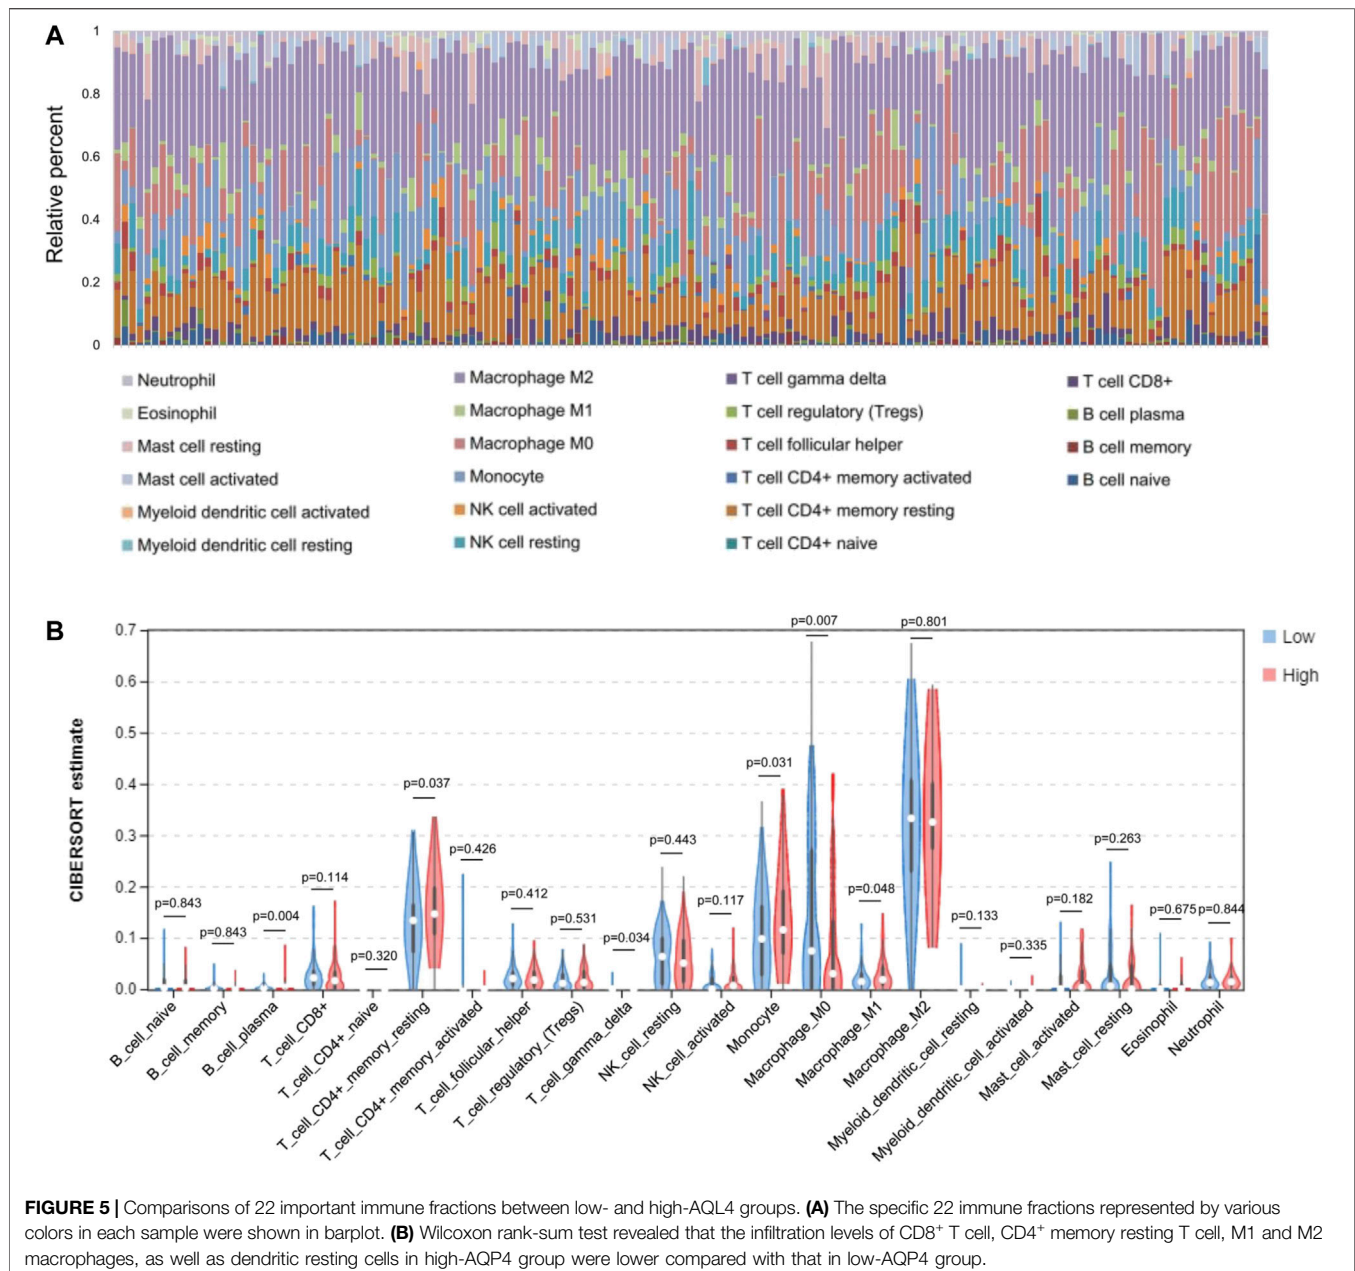 A
Relative percent
1
0.8
0.6
0.4
0.2
0
Neutrophil
Eosinophil
Mast cell resting
Mast cell activated
Myeloid dendritic cell activated
Myeloid dendritic cell resting
Macrophage M2
Macrophage M1
Macrophage M0
Monocyte
NK cell activated
NK cell resting
T cell gamma delta
T cell regulatory (Tregs)
T cell follicular helper
T cell CD4+ memory activated
T cell CD4+ memory resting
T cell CD4+ naive
T cell CD8+
B cell plasma
B cell memory
B cell naive
B
CIBERSORT estimate
0.7
0.6
0.5
0.4
0.3
0.2
0.1
0.0
p=0.843
p=0.843
p=0.004
p=0.114
p=0.320
p=0.037
p=0.426
p=0.412
p=0.531
p=0.034
p=0.443
p=0.117
p=0.031
p=0.007
p=0.048
p=0.801
p=0.133
p=0.335
p=0.182
p=0.263
p=0.675
p=0.844
Low
High
B_cell_naive
B_cell_memory
B_cell_plasma
T_cell_CD8+
T_cell_CD4+_naive
T_cell_CD4+_memory_resting
T_cell_CD4+_memory_activated
T_cell_follicular_helper
T_cell_regulatory_(Tregs)
T_cell_gamma_delta
NK_cell_resting
NK_cell_activated
Monocyte
Macrophage_M0
Macrophage_M1
Macrophage_M2
Myeloid_dendritic_cell_resting
Myeloid_dendritic_cell_activated
Mast_cell_activated
Mast_cell_resting
Eosinophil
Neutrophil
FIGURE 5 | Comparisons of 22 important immune fractions between low- and high-AQL4 groups. (A) The specific 22 immune fractions represented by various
colors in each sample were shown in barplot. (B) Wilcoxon rank-sum test revealed that the infiltration levels of CD8⁺ T cell, CD4⁺ memory resting T cell, M1 and M2
macrophages, as well as dendritic resting cells in high-AQP4 group were lower compared with that in low-AQP4 group.